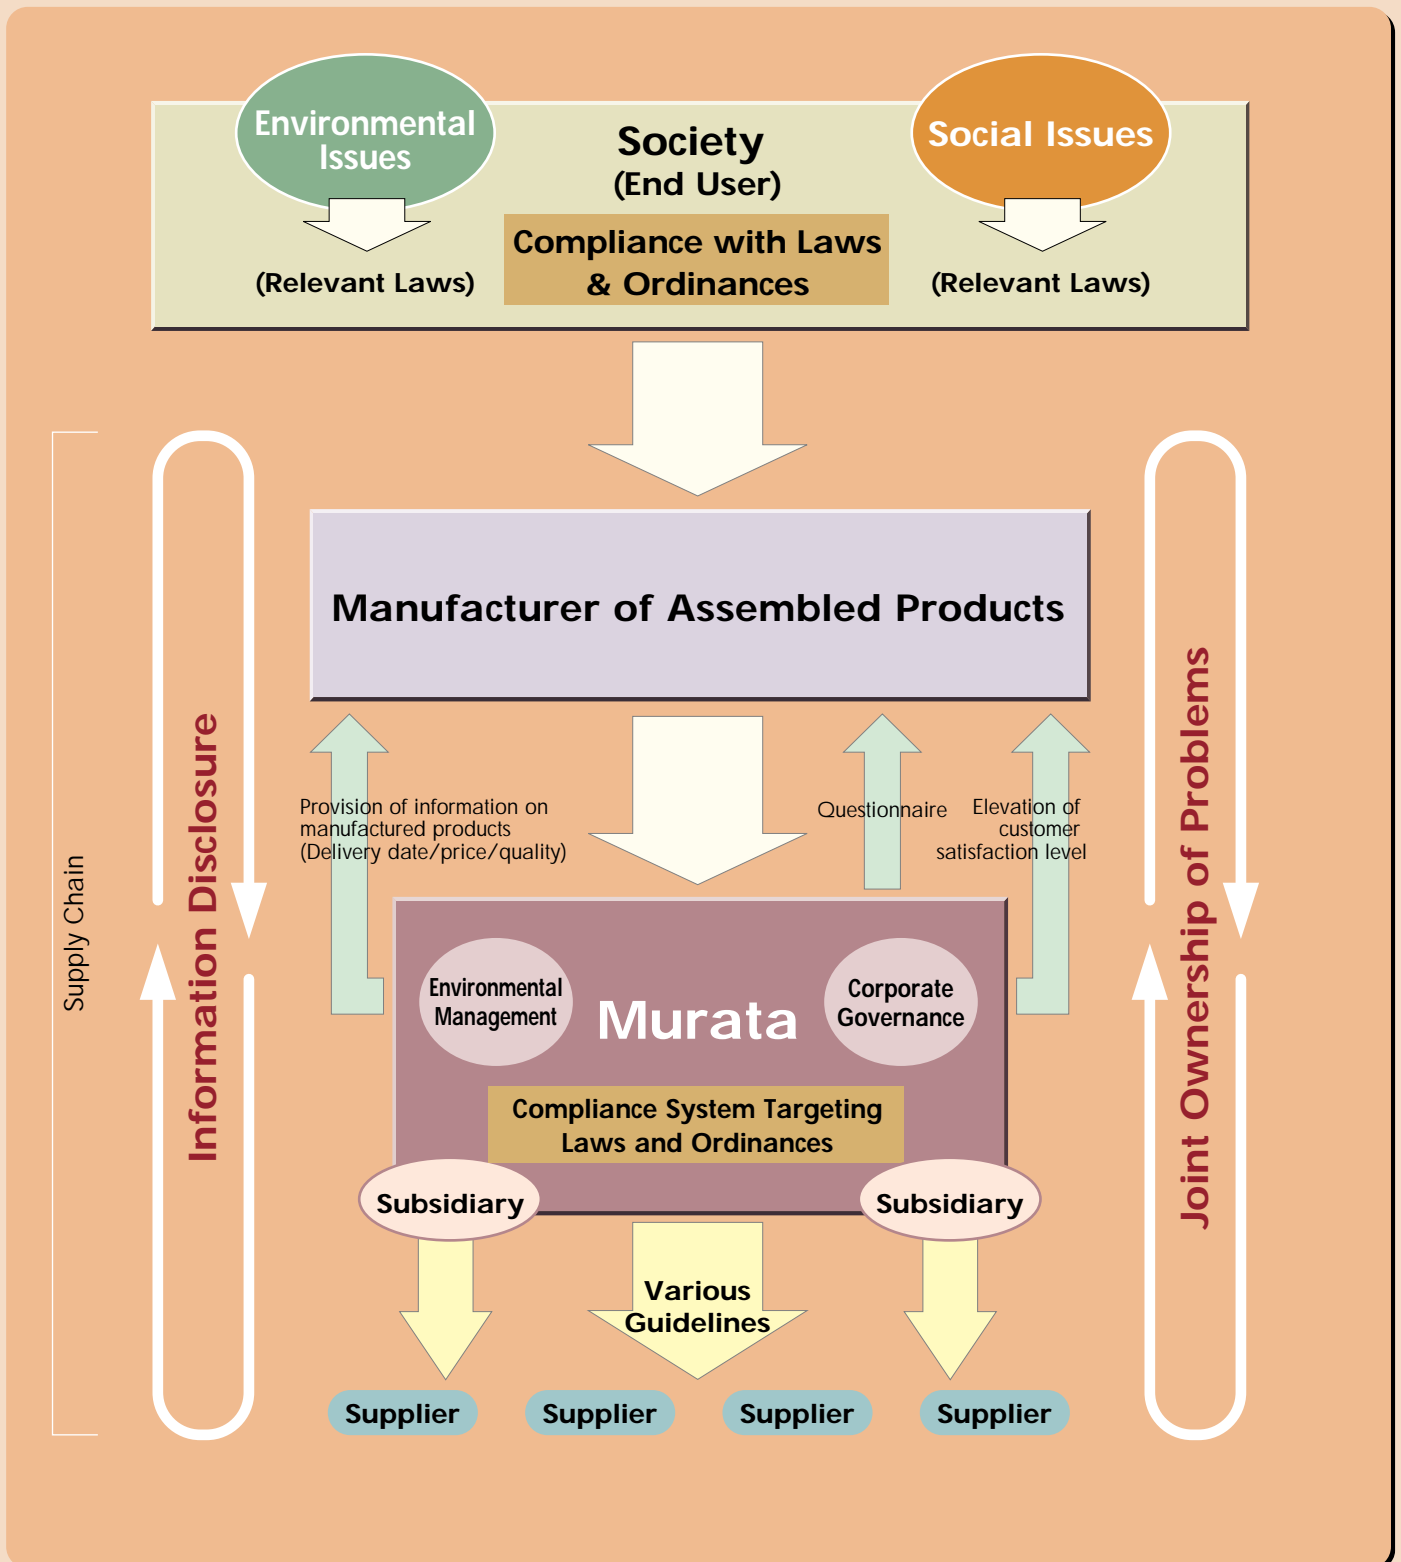 Environmental
Issues
Society
(End User)
Social Issues
Compliance with Laws
& Ordinances
(Relevant Laws)
(Relevant Laws)
Manufacturer of Assembled Products
Supply Chain
Information Disclosure
Joint Ownership of Problems
Provision of information on
manufactured products
(Delivery date/price/quality)
Questionnaire
Elevation of
customer
satisfaction level
Environmental
Management
Murata
Corporate
Governance
Compliance System Targeting
Laws and Ordinances
Subsidiary
Subsidiary
Various
Guidelines
Supplier
Supplier
Supplier
Supplier